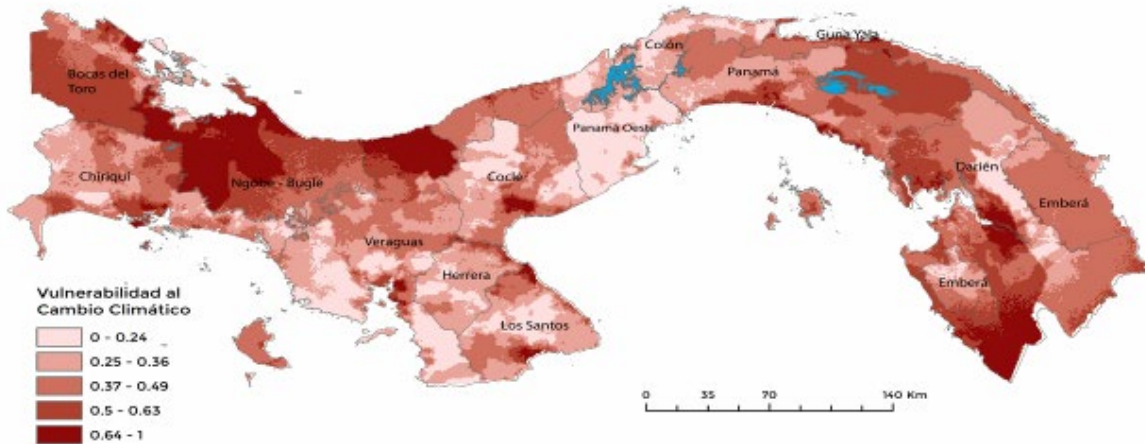 Guna Yala
Colón
Bocas del
Toro
Panamá
Panamá Oeste
Chiriquí
Ngöbe - Buglé
Coclé
Darién
Emberá
Veraguas
Herrera
Emberá
Los Santos
Vulnerabilidad al
Cambio Climático
0 - 0.24
0.25 - 0.36
0.37 - 0.49
0.5 - 0.63
0.64 - 1
0 35 70 140 Km